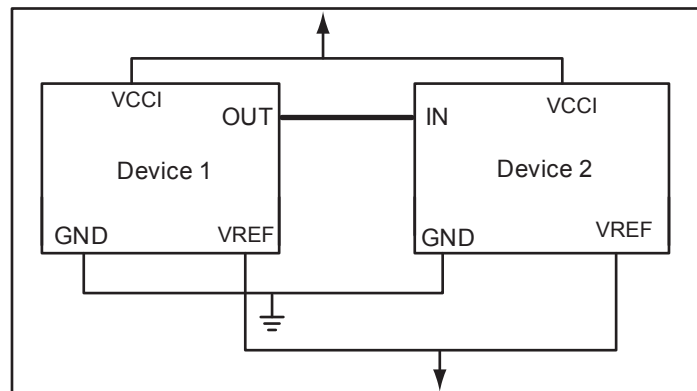 VCCI
VCCI
OUT
IN
Device 1
Device 2
GND
VREF
GND
VREF